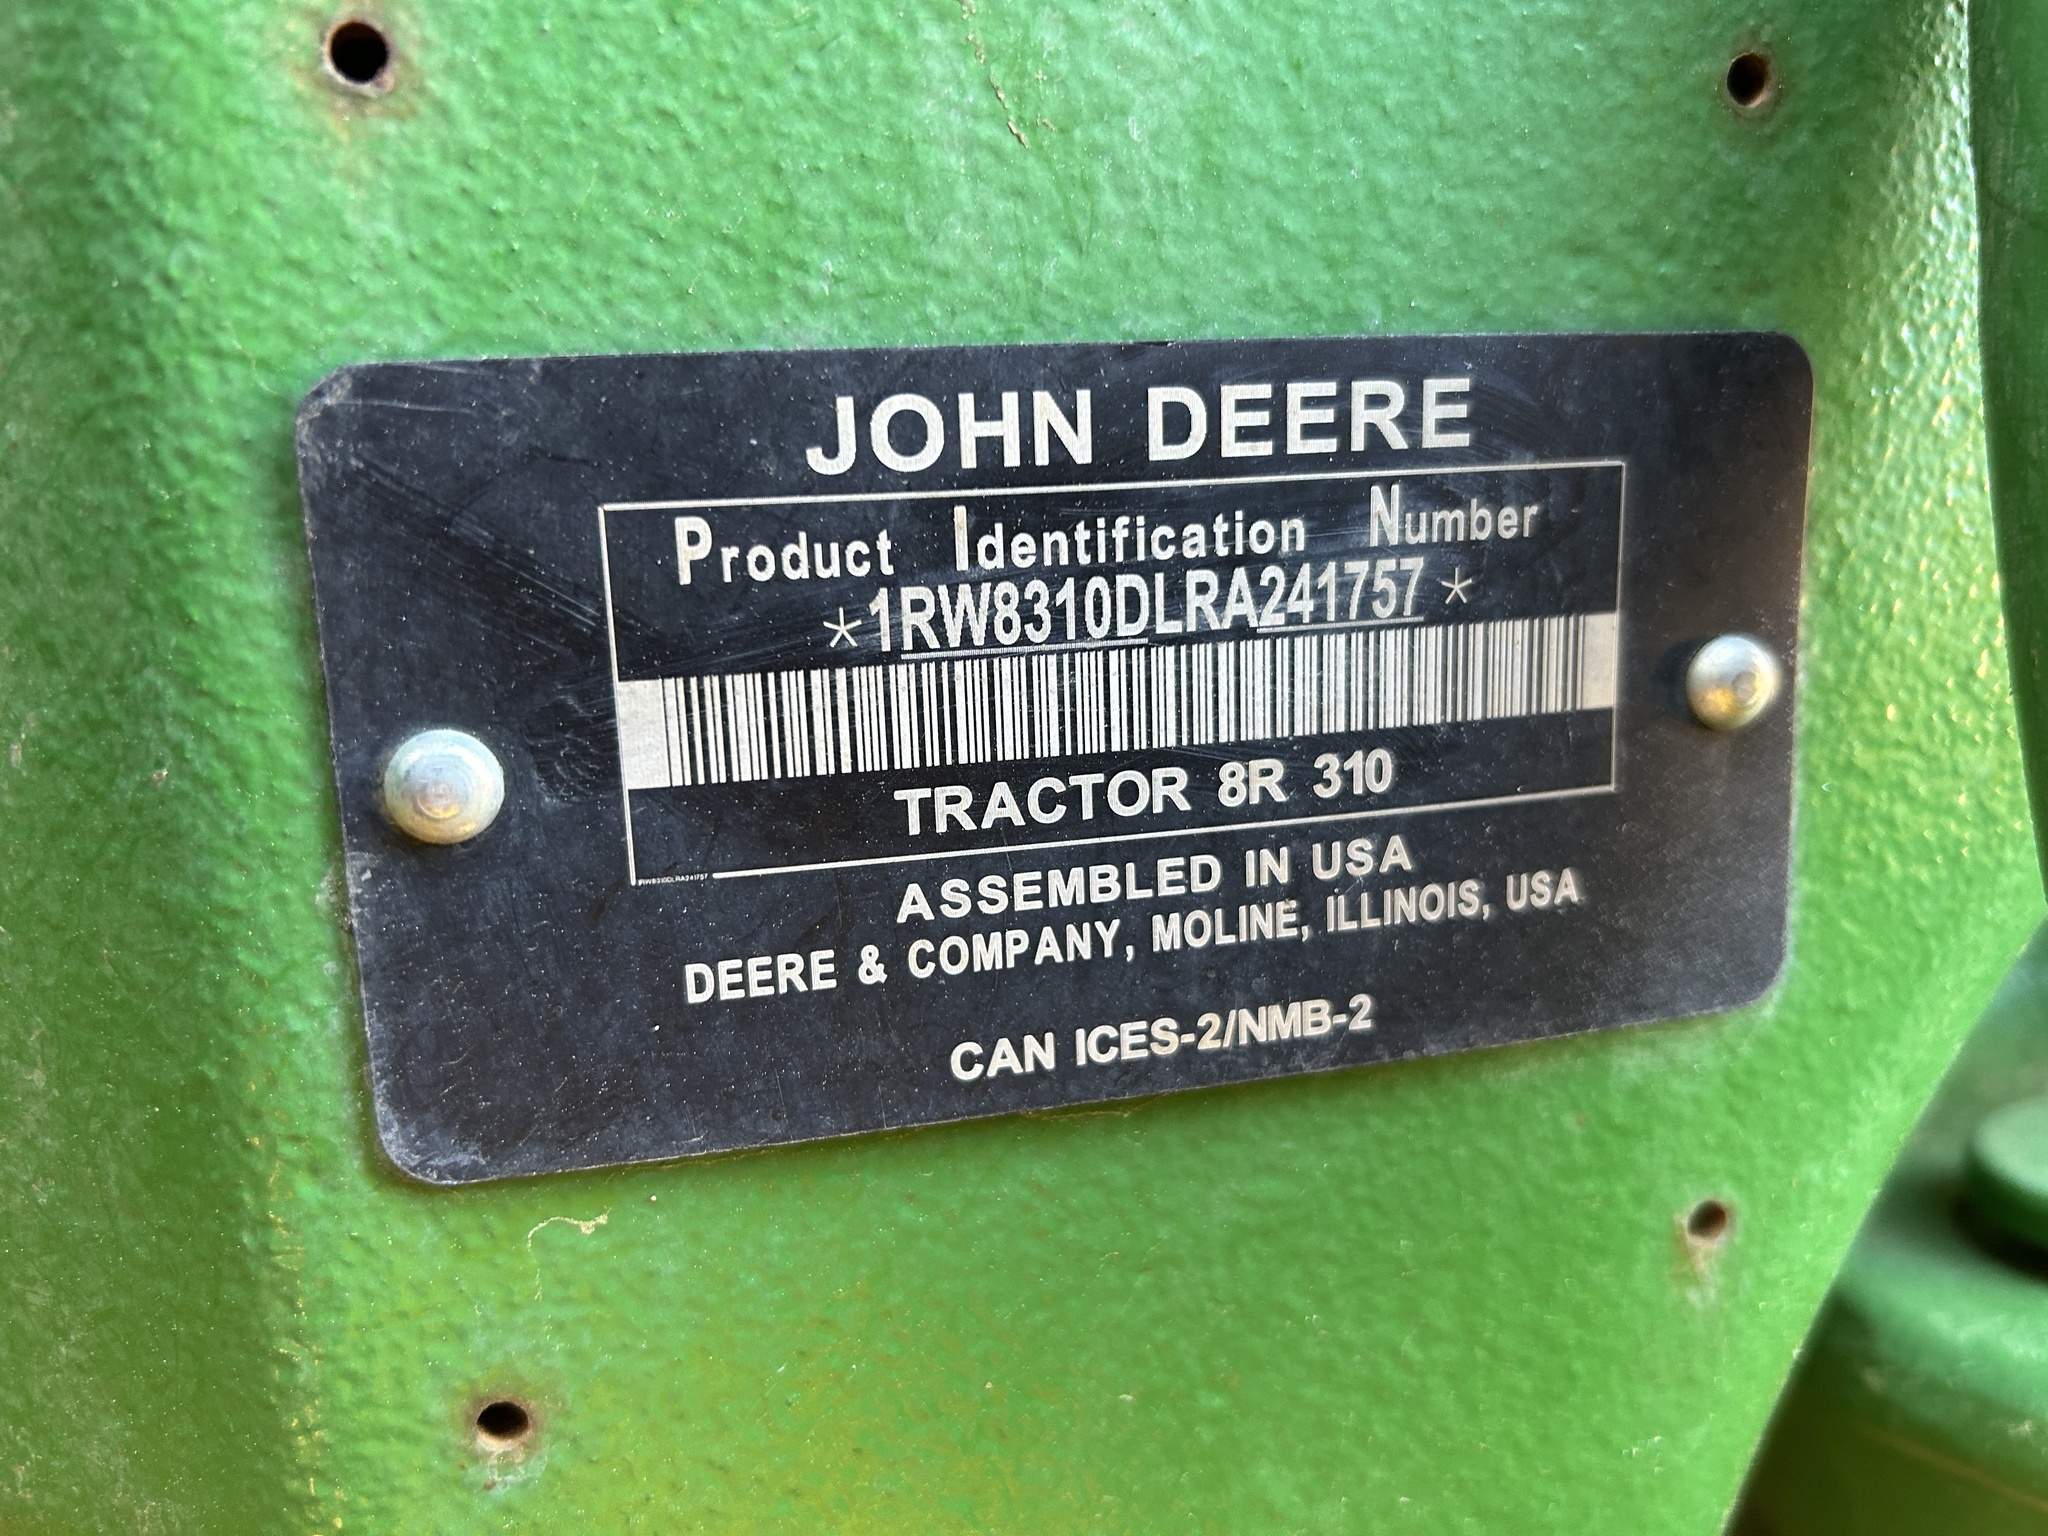 JOHN DEERE
Product Identification Number
*1RW8310DLRA241757*
TRACTOR 8R 310
1RW8310DLRA241757
ASSEMBLED IN USA
DEERE & COMPANY, MOLINE, ILLINOIS, USA
CAN ICES-2/NMB-2